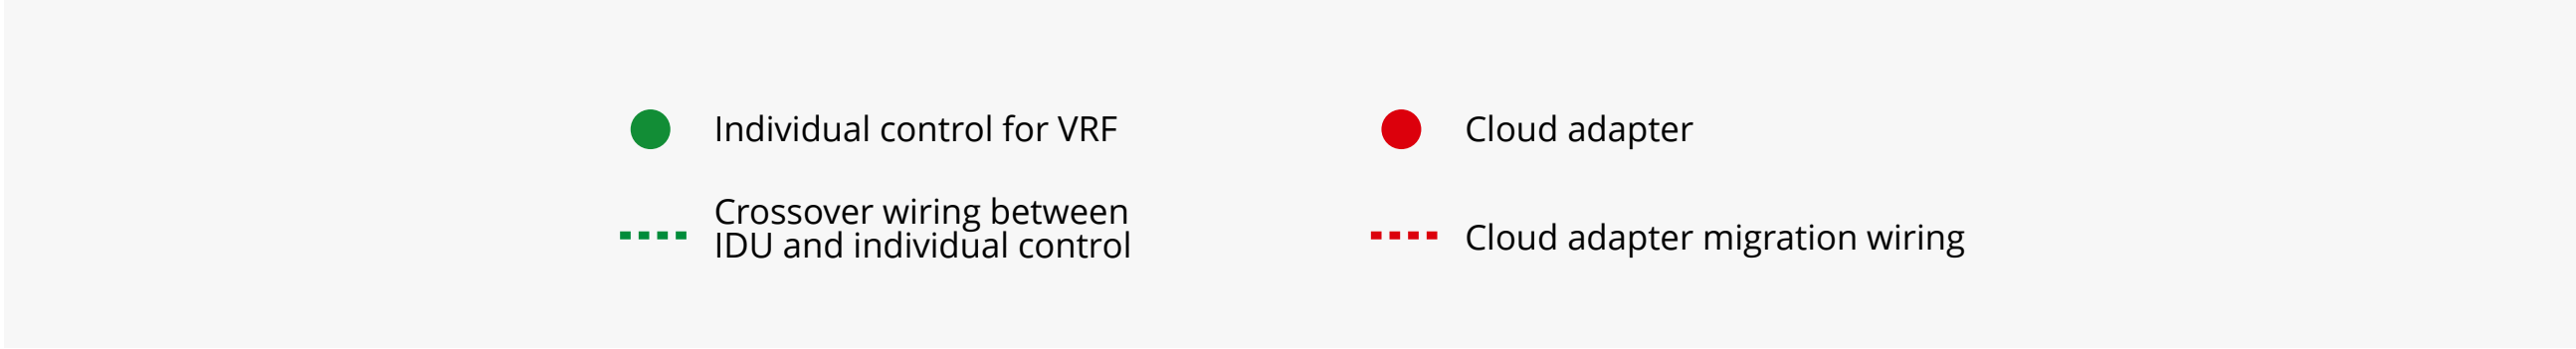 Individual control for VRF
Crossover wiring between
IDU and individual control
Cloud adapter
Cloud adapter migration wiring